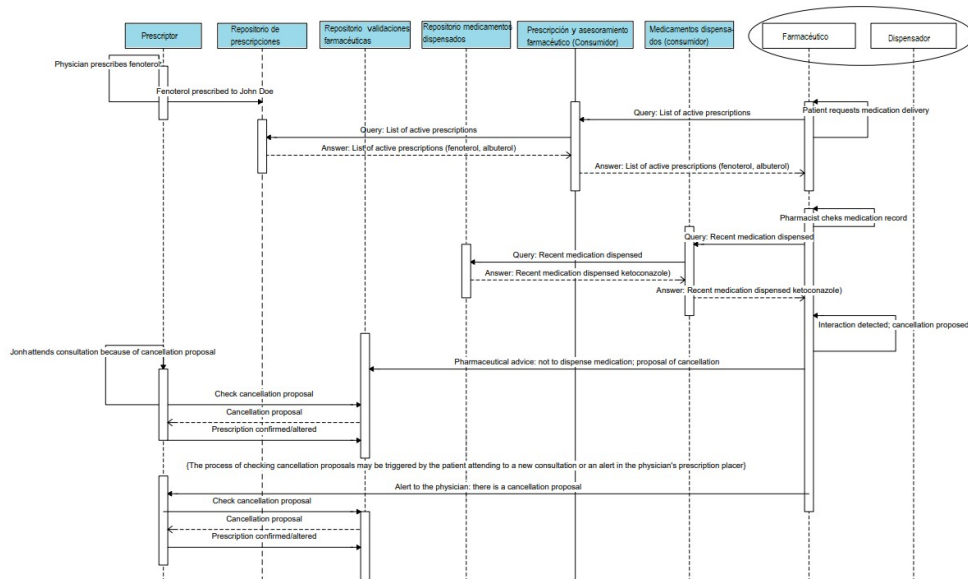 Prescriptor
Repositorio de
prescripciones
Repositorio validaciones
farmacéuticas
Repositorio medicamentos
dispensados
Prescripción y asesoramiento
farmacéutico (Consumidor)
Medicamentos dispensa-
dos (consumidor)
Farmacéutico
Dispensador
Physician prescribes fenoterol
Fenoterol prescribed to John Doe
Patient requests medication delivery
Query: List of active prescriptions
Query: List of active prescriptions
Answer: List of active prescriptions (fenoterol, albuterol)
Answer: List of active prescriptions (fenoterol, albuterol)
Pharmacist cheks medication record
Query: Recent medication dispensed
Query: Recent medication dispensed
Answer: Recent medication dispensed ketoconazole)
Answer: Recent medication dispensed ketoconazole)
Interaction detected; cancellation proposed
Jonh attends consultation because of cancellation proposal
Pharmaceutical advice: not to dispense medication; proposal of cancellation
Check cancellation proposal
Cancellation proposal
Prescription confirmed/altered
{The process of checking cancellation proposals may be triggered by the patient attending to a new consultation or an alert in the physician's prescription placer}
Alert to the physician: there is a cancellation proposal
Check cancellation proposal
Cancellation proposal
Prescription confirmed/altered